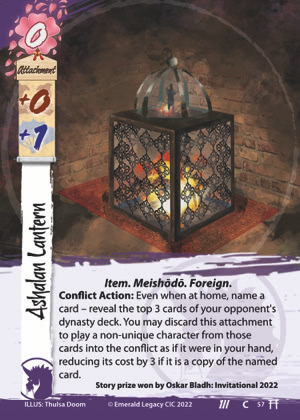 0
Attachment
+0
+1
Ashalan Lantern
Item. Meishōdō. Foreign.
Conflict Action: Even when at home, name a
card – reveal the top 3 cards of your opponent's
dynasty deck. You may discard this attachment
to play a non-unique character from those
cards into the conflict as if it were in your hand,
reducing its cost by 3 if it is a copy of the named
card.
Story prize won by Oskar Bladh: Invitational 2022
ILLUS: Thulsa Doom
© Emerald Legacy CIC 2022
C
57